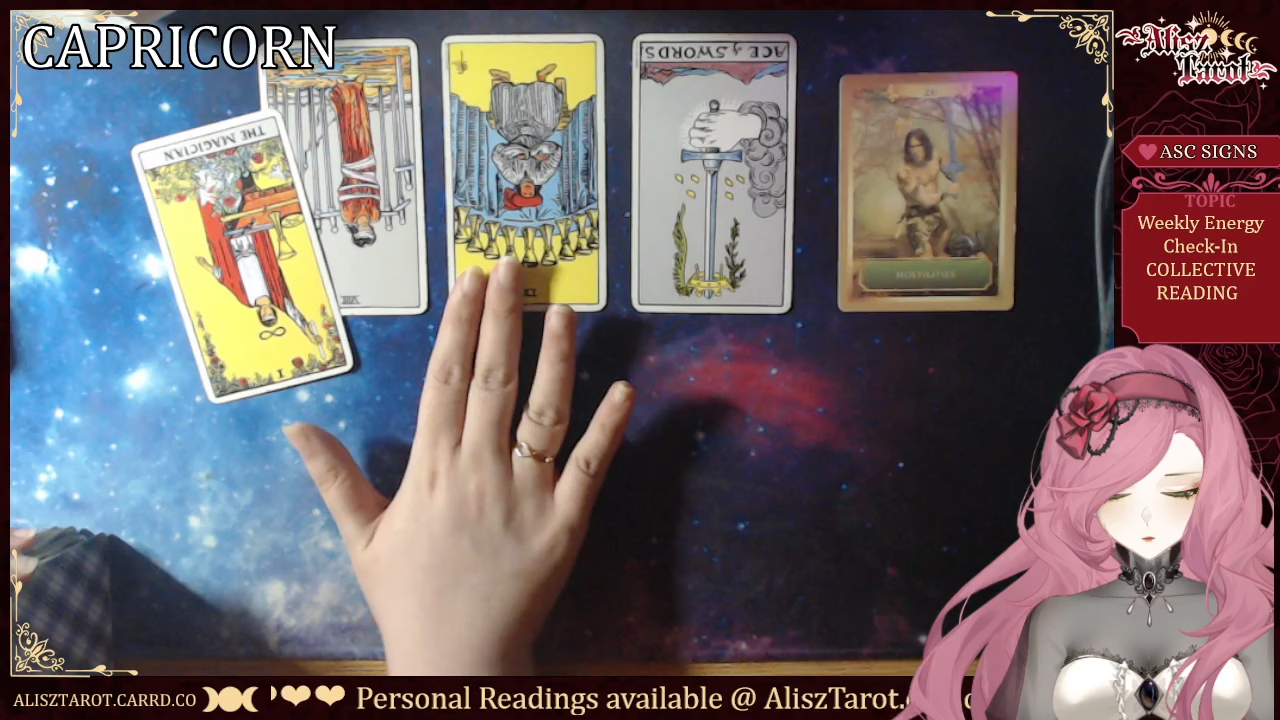 CAPRICORN
THE MAGICIAN
I
VIII
ACE of SWORDS
Alisz
Tarot
ASC SIGNS
TOPIC
Weekly Energy
Check-In
COLLECTIVE
READING
ALISZTAROT.CARRD.CO
Personal Readings available @ AliszTarot.c